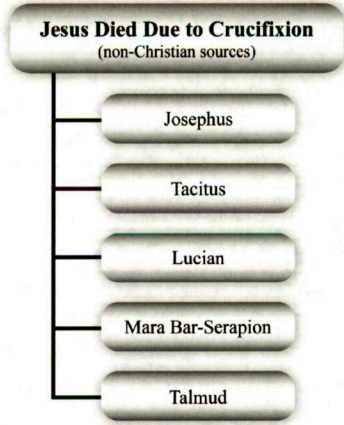 Jesus Died Due to Crucifixion
(non-Christian sources)
Josephus
Tacitus
Lucian
Mara Bar-Serapion
Talmud